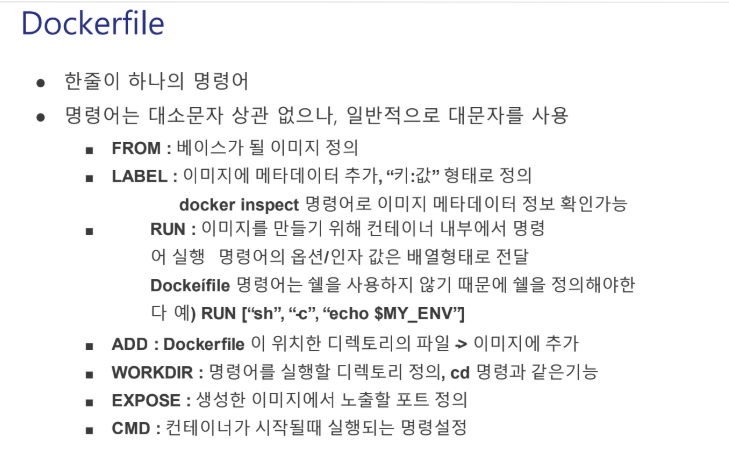 Dockerfile
● 한줄이 하나의 명령어
● 명령어는 대소문자 상관 없으나, 일반적으로 대문자를 사용
■ FROM : 베이스가 될 이미지 정의
■ LABEL : 이미지에 메타데이터 추가, “키:값” 형태로 정의
docker inspect 명령어로 이미지 메타데이터 정보 확인가능
■ RUN : 이미지를 만들기 위해 컨테이너 내부에서 명령
어 실행 명령어의 옵션/인자 값은 배열형태로 전달
Dockeífile 명령어는 쉘을 사용하지 않기 때문에 쉘을 정의해야한
다 예) RUN [“sh”, “-c”, “echo $MY_ENV”]
■ ADD : Dockerfile 이 위치한 디렉토리의 파일 -> 이미지에 추가
■ WORKDIR : 명령어를 실행할 디렉토리 정의, cd 명령과 같은기능
■ EXPOSE : 생성한 이미지에서 노출할 포트 정의
■ CMD : 컨테이너가 시작될때 실행되는 명령설정